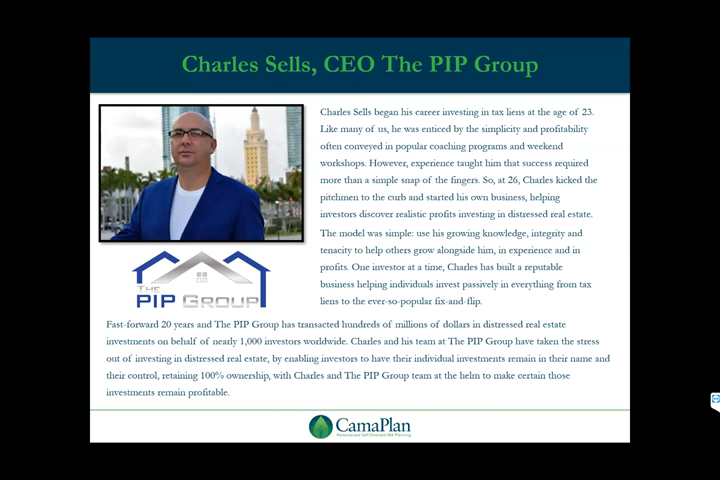 Charles Sells, CEO The PIP Group
Charles Sells began his career investing in tax liens at the age of 23.
Like many of us, he was enticed by the simplicity and profitability
often conveyed in popular coaching programs and weekend
workshops. However, experience taught him that success required
more than a simple snap of the fingers. So, at 26, Charles kicked the
pitchmen to the curb and started his own business, helping
investors discover realistic profits investing in distressed real estate.
The model was simple: use his growing knowledge, integrity and
tenacity to help others grow alongside him, in experience and in
profits. One investor at a time, Charles has built a reputable
business helping individuals invest passively in everything from tax
liens to the ever-so-popular fix-and-flip.
THE
PIP GROUP
Fast-forward 20 years and The PIP Group has transacted hundreds of millions of dollars in distressed real estate
investments on behalf of nearly 1,000 investors worldwide. Charles and his team at The PIP Group have taken the stress
out of investing in distressed real estate, by enabling investors to have their individual investments remain in their name and
their control, retaining 100% ownership, with Charles and The PIP Group team at the helm to make certain those
investments remain profitable.
CamaPlan
Personalized Self Directed IRA Planning